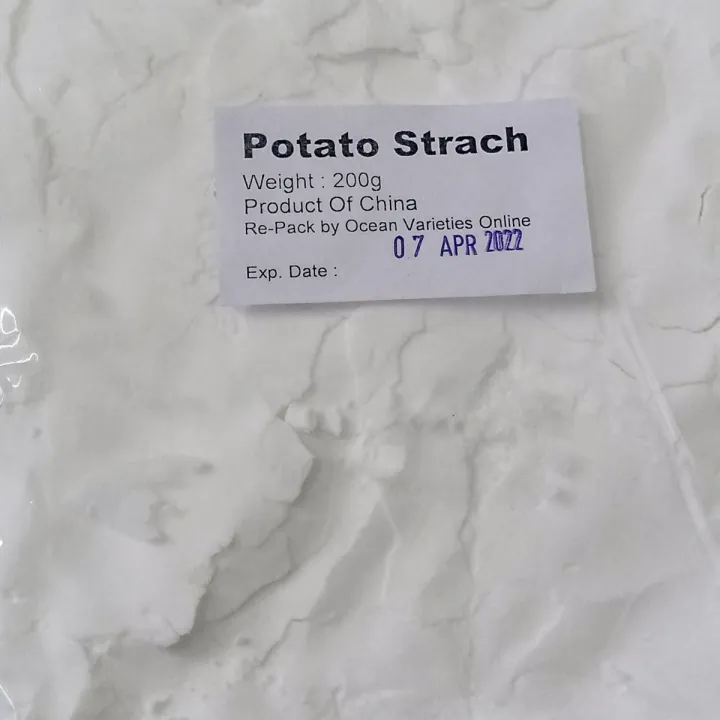 Potato Strach
Weight : 200g
Product Of China
Re-Pack by Ocean Varieties Online
07 APR 2022
Exp. Date :